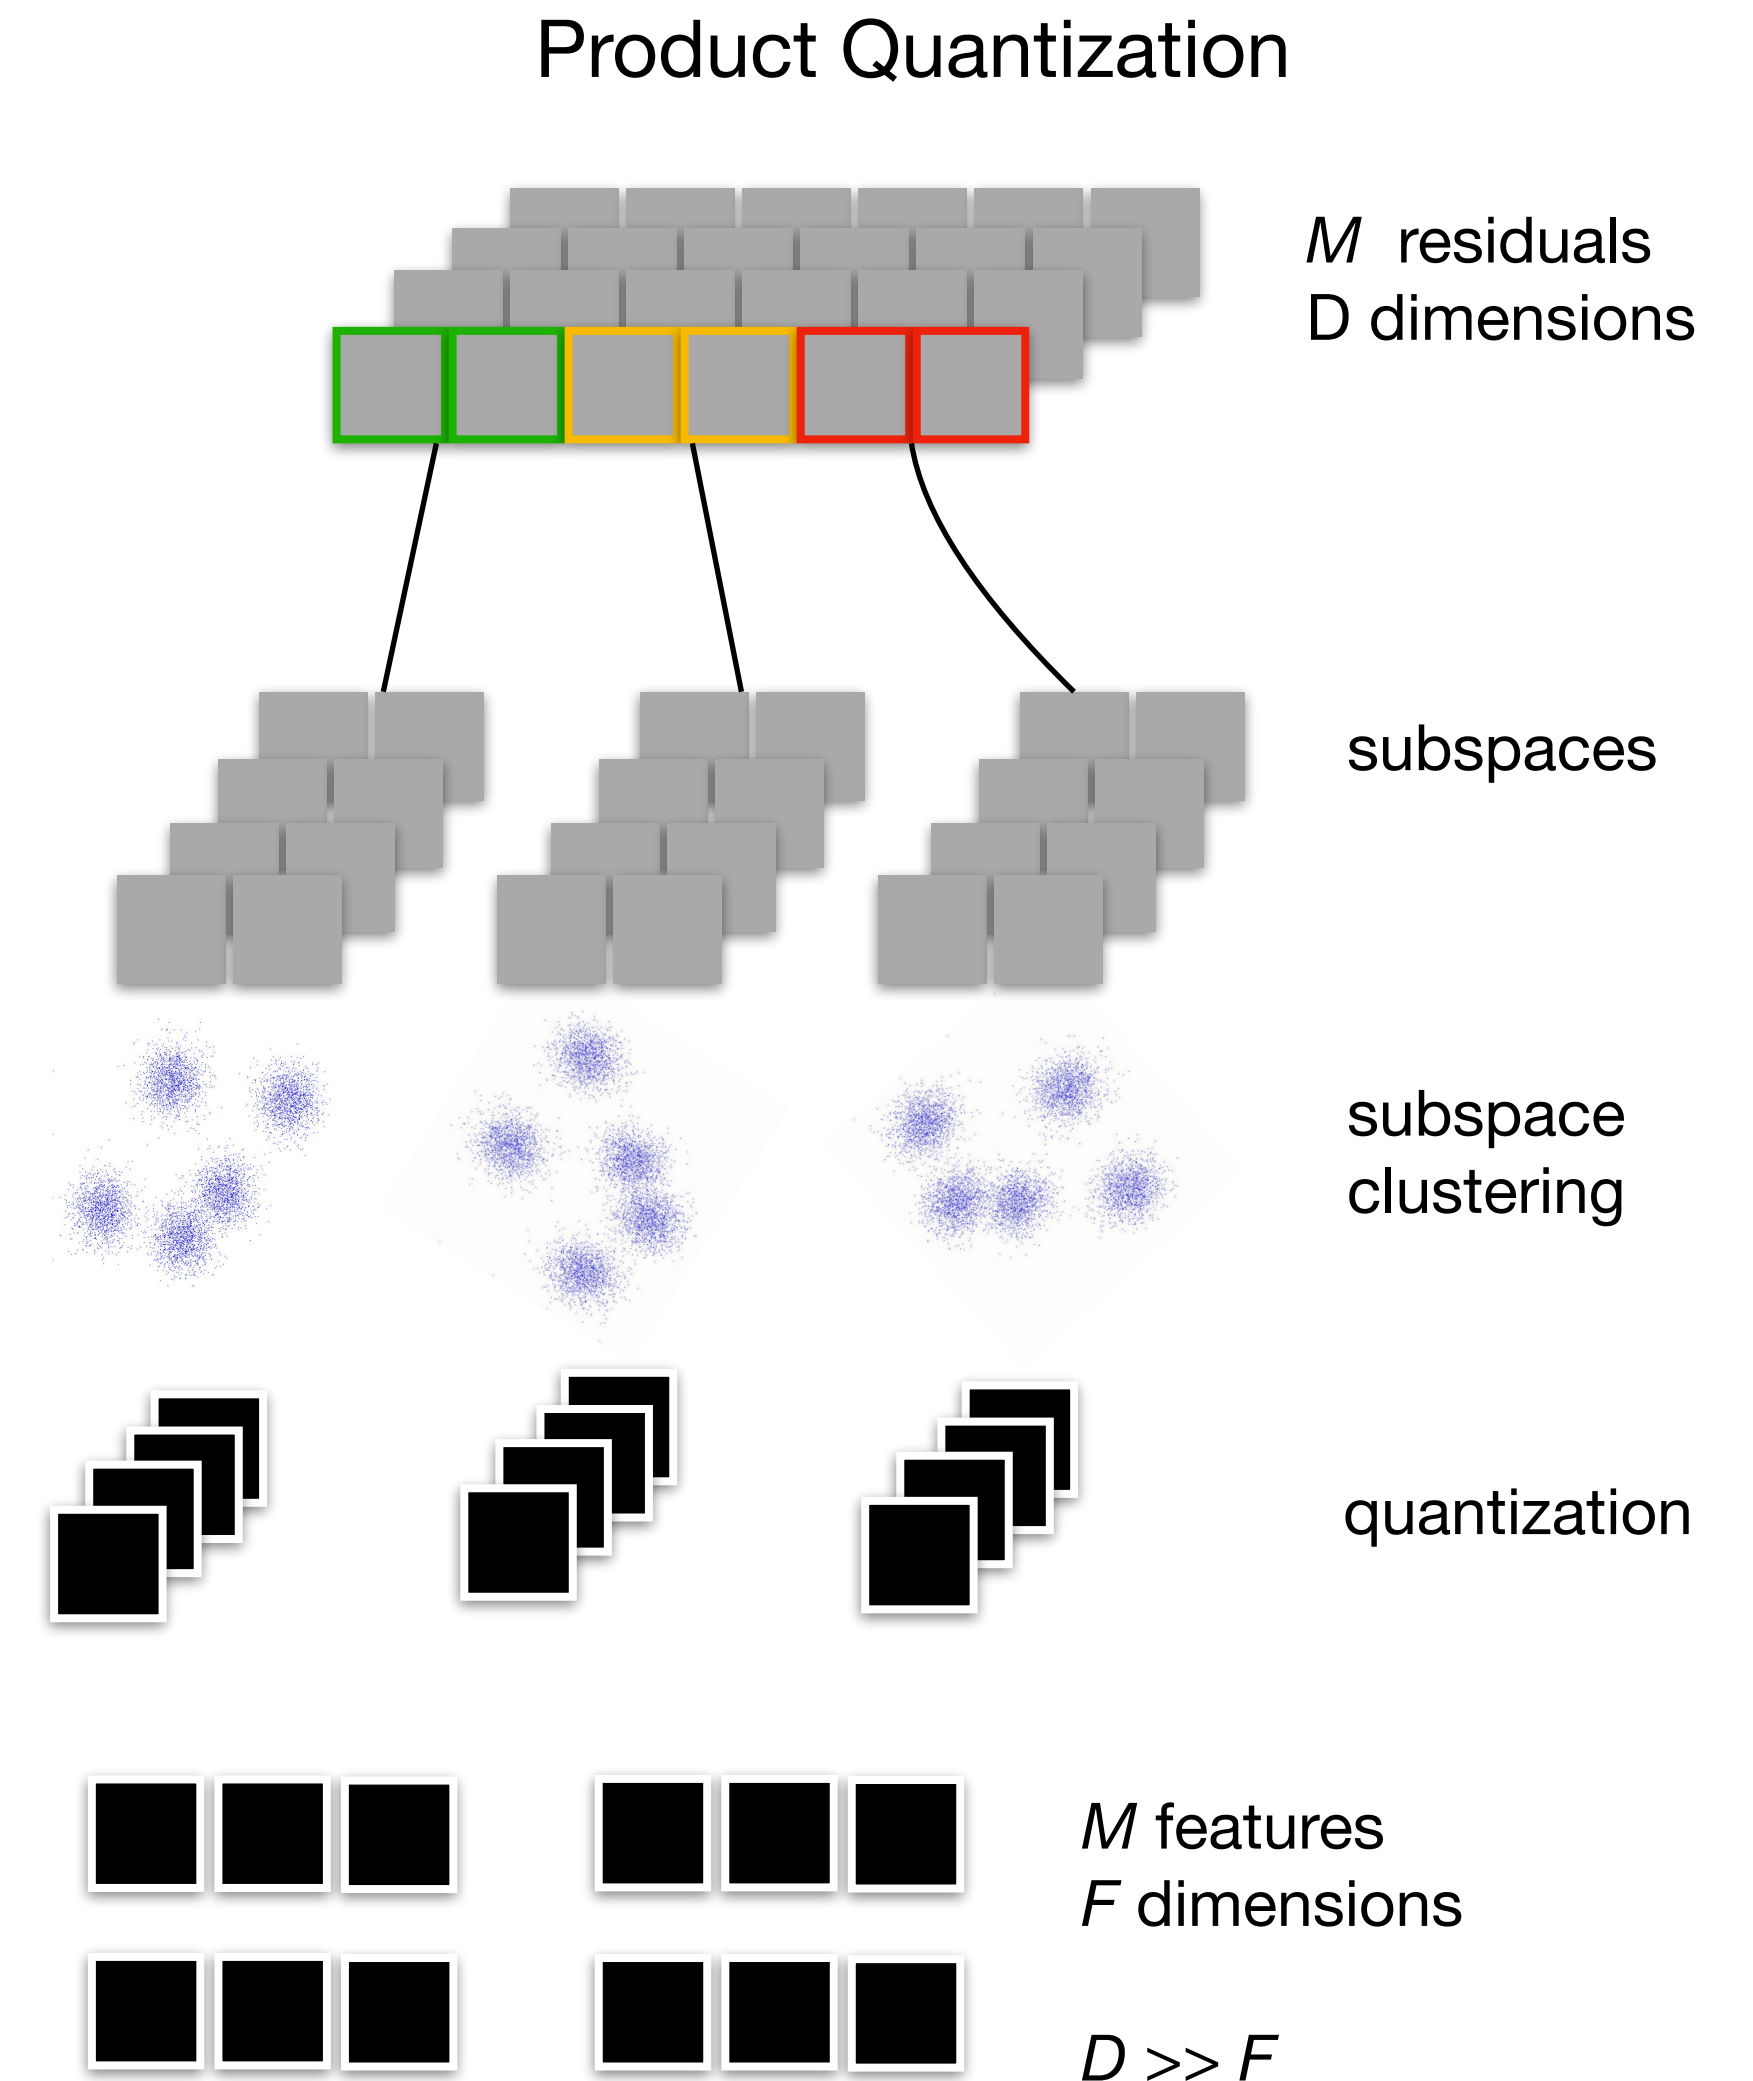 Product Quantization
M residuals
D dimensions
subspaces
subspace
clustering
quantization
M features
F dimensions
D >> F